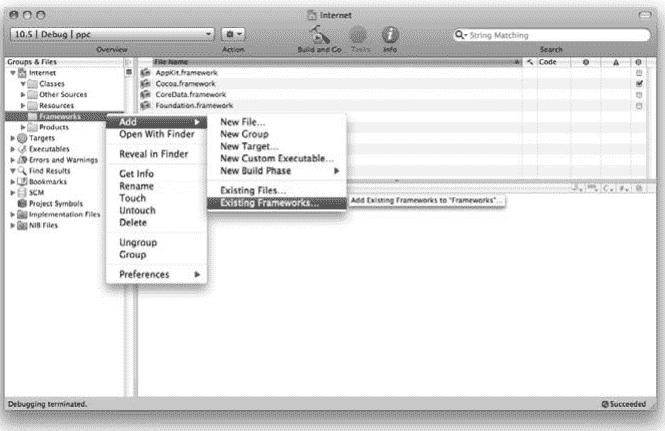 Internet
10.5 | Debug | ppc
Overview
Action
Build and Go
Tasks
Info
String Matching
Search
Groups & Files
File Name
Code
Internet
Classes
Other Sources
Resources
Frameworks
Products
Targets
Executables
Errors and Warnings
Find Results
Bookmarks
SCM
Project Symbols
Implementation Files
NIB Files
AppKit.framework
Cocoa.framework
CoreData.framework
Foundation.framework
Add
Open With Finder
Reveal in Finder
Get Info
Rename
Touch
Untouch
Delete
Ungroup
Group
Preferences
New File...
New Group
New Target...
New Custom Executable...
New Build Phase
Existing Files...
Existing Frameworks...
Add Existing Frameworks to "Frameworks"...
Debugging terminated.
Succeeded